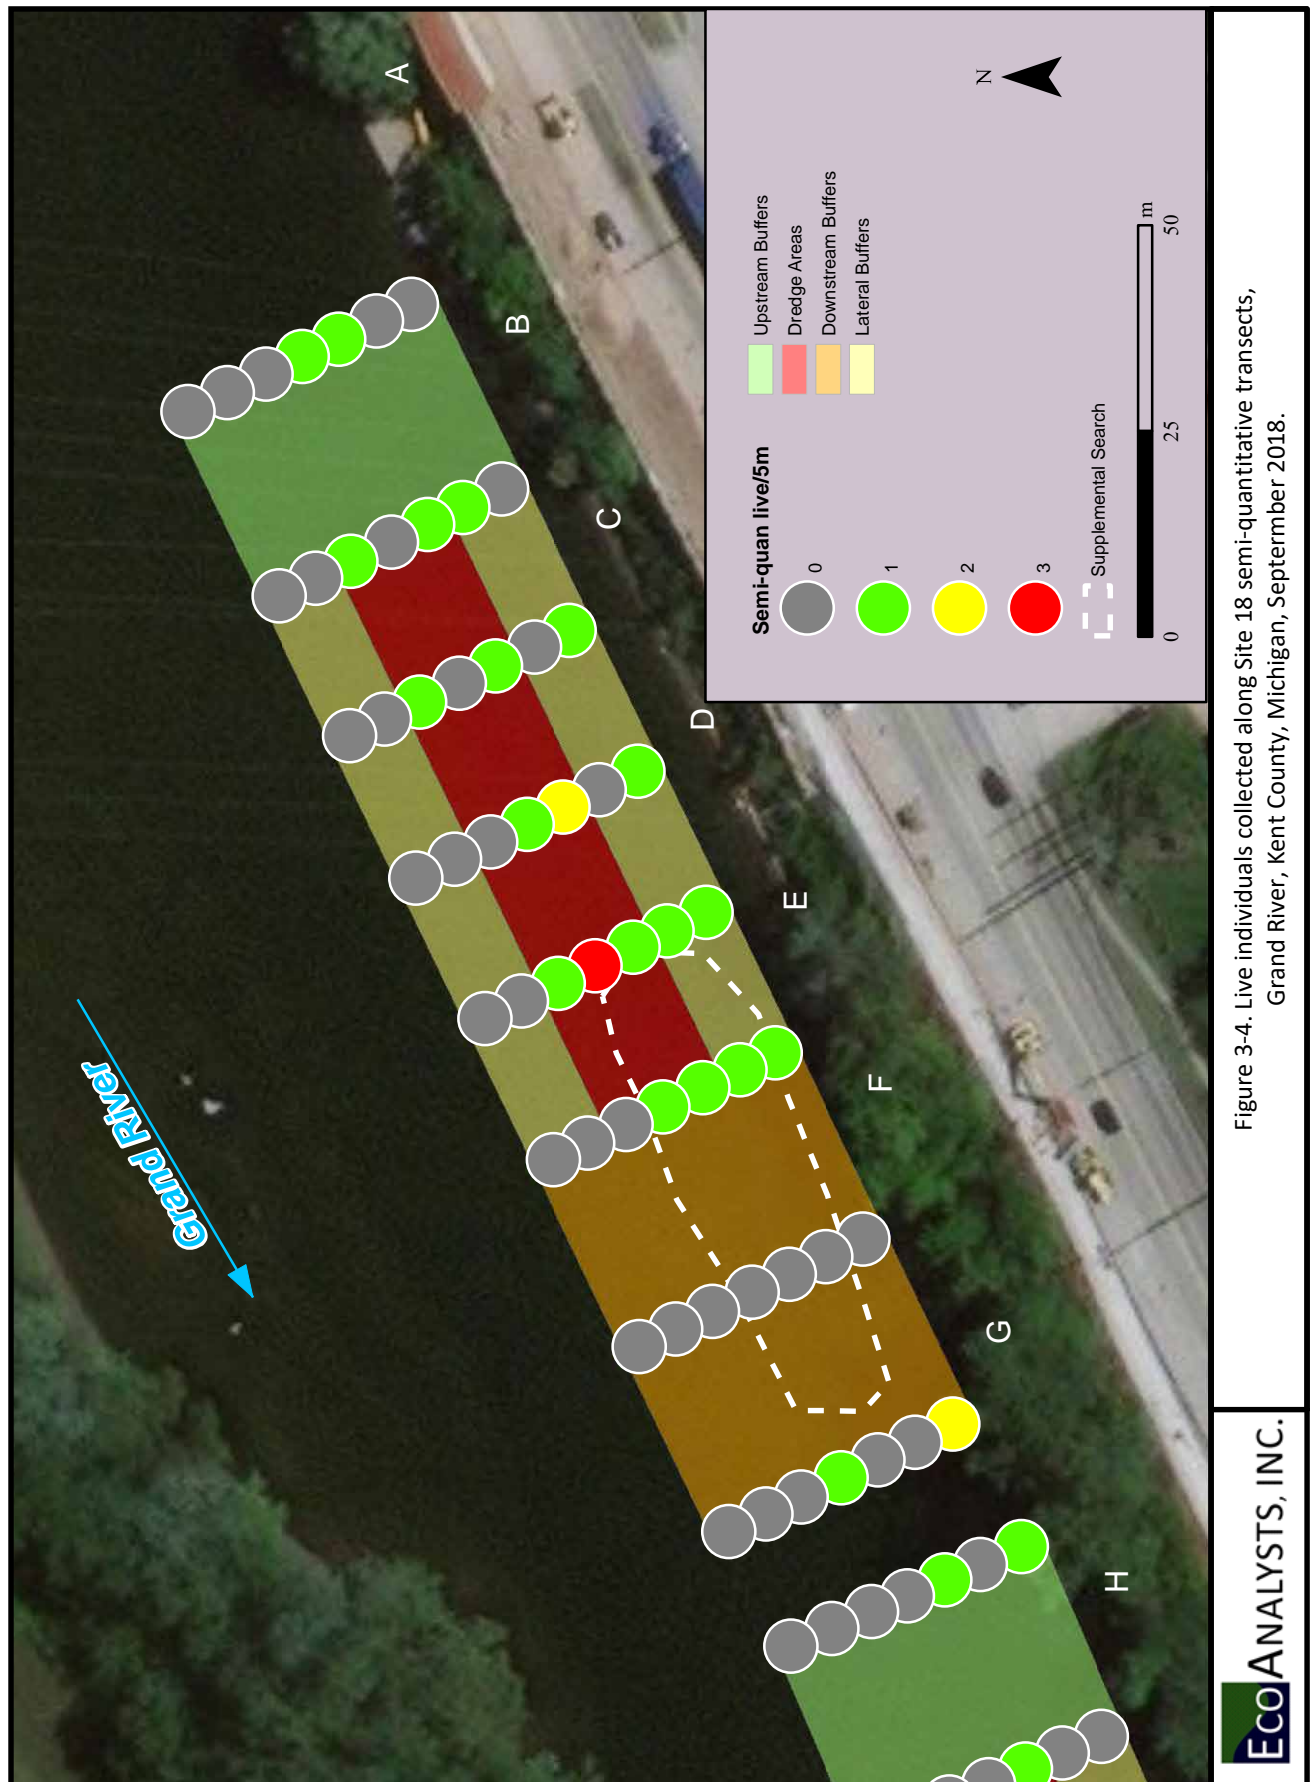 A
B
C
D
E
F
G
H
Grand River
N
Upstream Buffers
Dredge Areas
Downstream Buffers
Lateral Buffers
Semi-quan live/5m
0
1
2
3
Supplemental Search
m
0 25 50
Figure 3-4. Live individuals collected along Site 18 semi-quantitative transects,
Grand River, Kent County, Michigan, Septermber 2018.
ECOANALYSTS, INC.